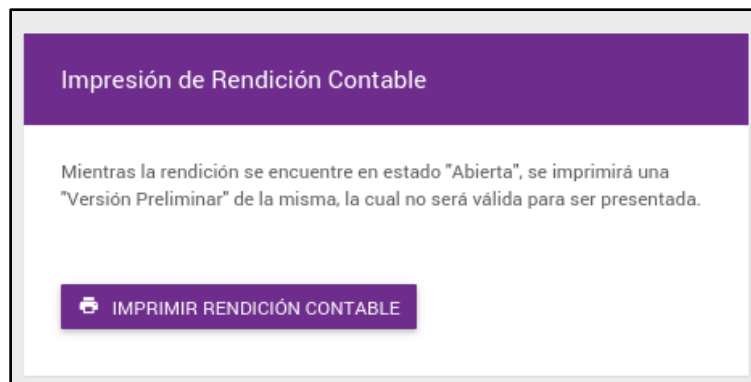 Impresión de Rendición Contable
Mientras la rendición se encuentre en estado "Abierta", se imprimirá una
"Versión Preliminar" de la misma, la cual no será válida para ser presentada.
IMPRIMIR RENDICIÓN CONTABLE